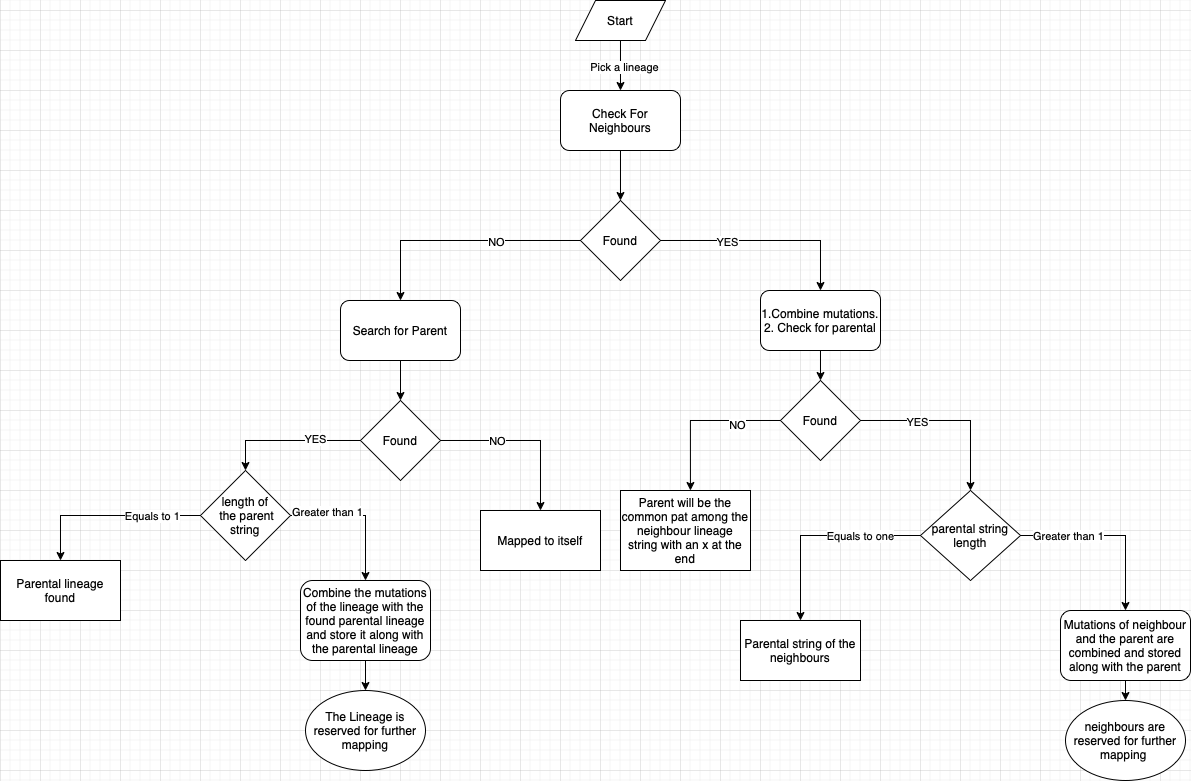 Start
Pick a lineage
Check For
Neighbours
Found
NO
YES
Search for Parent
1.Combine mutations.
2. Check for parental
Found
YES
NO
Found
NO
YES
length of
the parent
string
Equals to 1
Greater than 1
Parental lineage
found
Mapped to itself
Combine the mutations
of the lineage with the
found parental lineage
and store it along with
the parental lineage
The Lineage is
reserved for further
mapping
Parent will be the
common pat among the
neighbour lineage
string with an x at the
end
parental string
length
Equals to one
Greater than 1
Parental string of the
neighbours
Mutations of neighbour
and the parent are
combined and stored
along with the parent
neighbours are
reserved for further
mapping